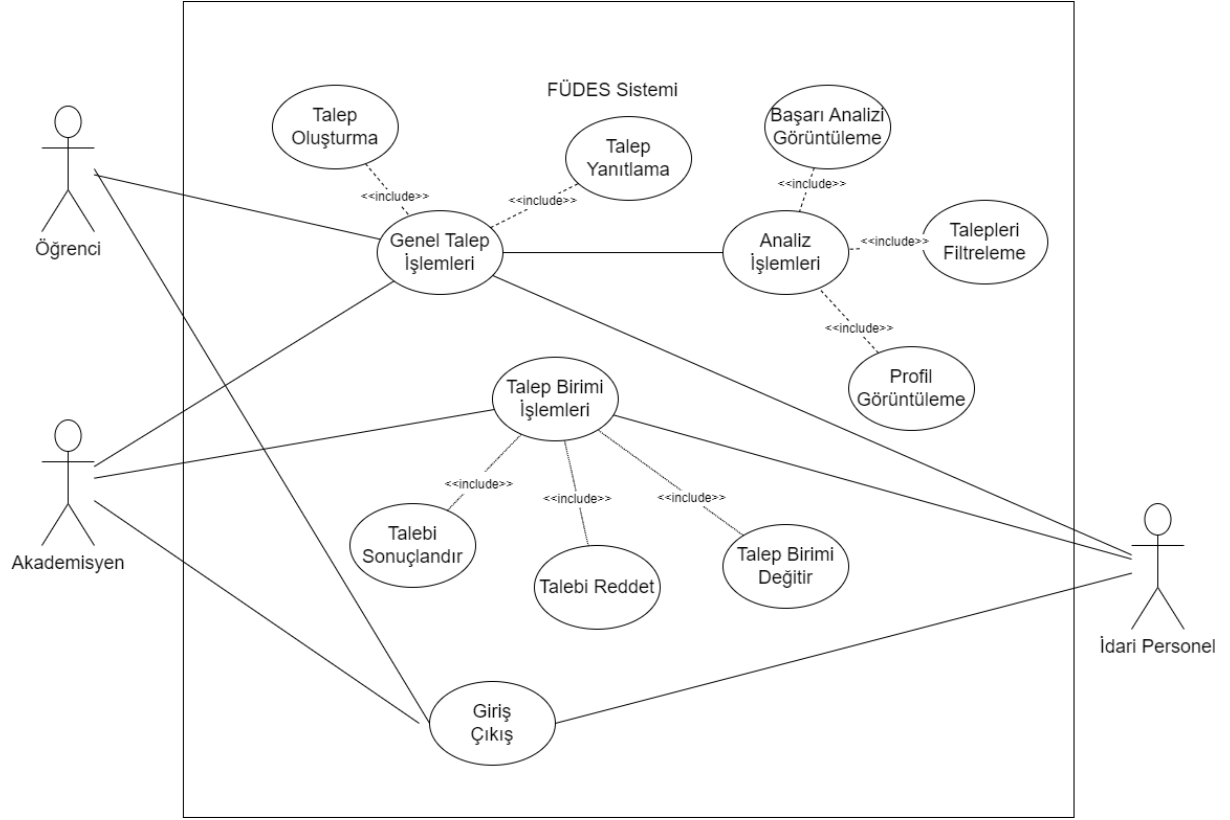 FÜDES Sistemi
Talep
Oluşturma
Talep
Yanıtlama
Başarı Analizi
Görüntüleme
<<include>>
<<include>>
<<include>>
Öğrenci
Genel Talep
İşlemleri
Analiz
İşlemleri
<<include>>
Talepleri
Filtreleme
<<include>>
Profil
Görüntüleme
Talep Birimi
İşlemleri
<<include>>
<<include>>
<<include>>
Akademisyen
Talebi
Sonuçlandır
Talebi Reddet
Talep Birimi
Değitir
İdari Personel
Giriş
Çıkış